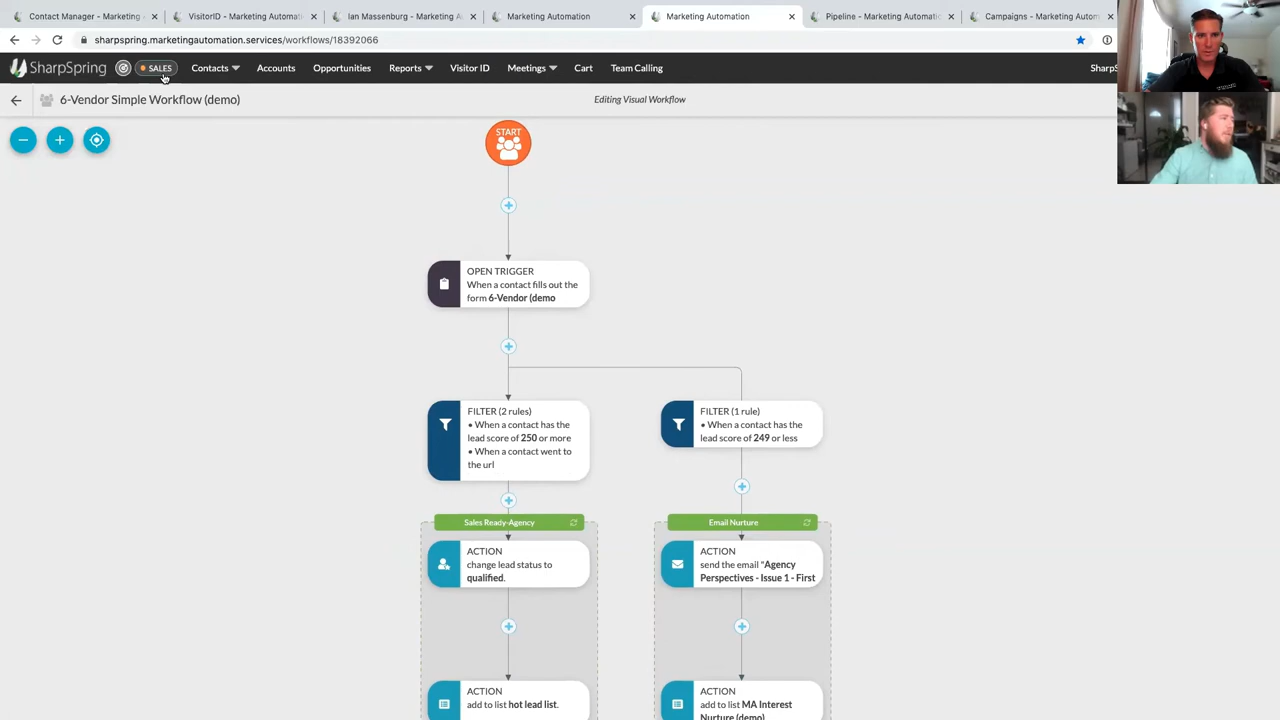 Contact Manager - Marketing
VisitorID - Marketing Automati
Ian Massenburg - Marketing A
Marketing Automation
Marketing Automation
Pipeline - Marketing Automatio
Campaigns - Marketing Autom
sharpspring.marketingautomation.services/workflows/18392066
SharpSpring
SALES
Contacts
Accounts
Opportunities
Reports
Visitor ID
Meetings
Cart
Team Calling
SharpS
6-Vendor Simple Workflow (demo)
Editing Visual Workflow
START
OPEN TRIGGER
When a contact fills out the
form 6-Vendor (demo
FILTER (2 rules)
• When a contact has the
lead score of 250 or more
• When a contact went to
the url
FILTER (1 rule)
• When a contact has the
lead score of 249 or less
Sales Ready-Agency
ACTION
change lead status to
qualified.
ACTION
add to list hot lead list.
Email Nurture
ACTION
send the email "Agency
Perspectives - Issue 1 - First
ACTION
add to list MA Interest
Nurture (demo)